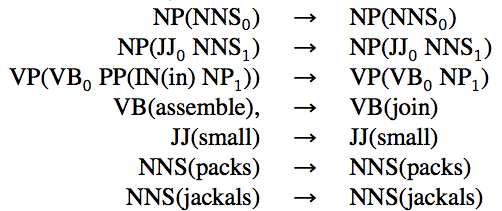 NP(NNS₀) → NP(NNS₀)
NP(JJ₀ NNS₁) → NP(JJ₀ NNS₁)
VP(VB₀ PP(IN(in) NP₁)) → VP(VB₀ NP₁)
VB(assemble), → VB(join)
JJ(small) → JJ(small)
NNS(packs) → NNS(packs)
NNS(jackals) → NNS(jackals)